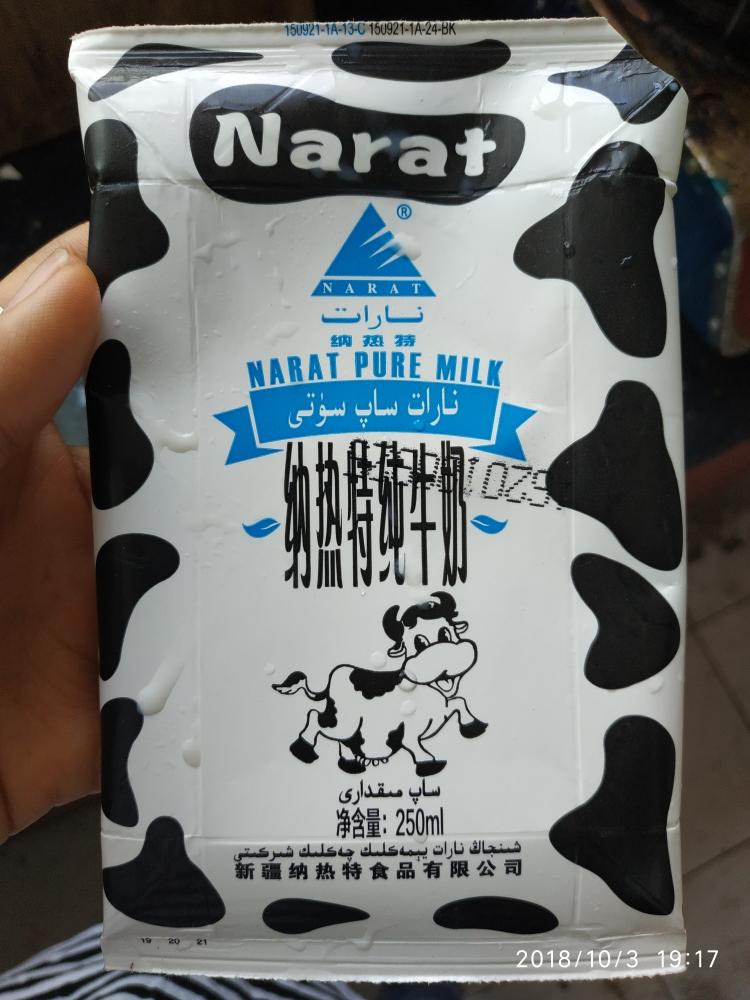 150921-1A-13-C 150921-1A-24-BK
Narat
®
NARAT
نارات
纳热特
NARAT PURE MILK
نارات ساپ سۈتى
纳热特纯牛奶
ساپ مىقدارى
净含量：250ml
شىنجاڭ نارات يېمەكلىك چەكلىك شىركىتى
新疆纳热特食品有限公司
19 20 21
2018/10/3 19:17